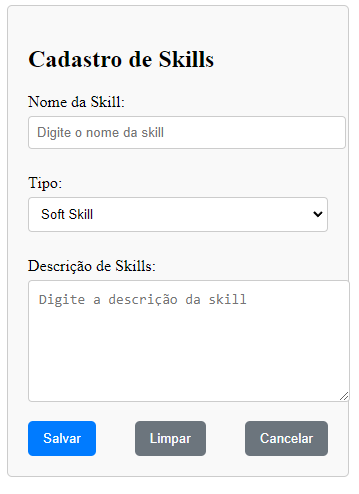 Cadastro de Skills
Nome da Skill:
Digite o nome da skill
Tipo:
Soft Skill
Descrição de Skills:
Digite a descrição da skill
Salvar
Limpar
Cancelar